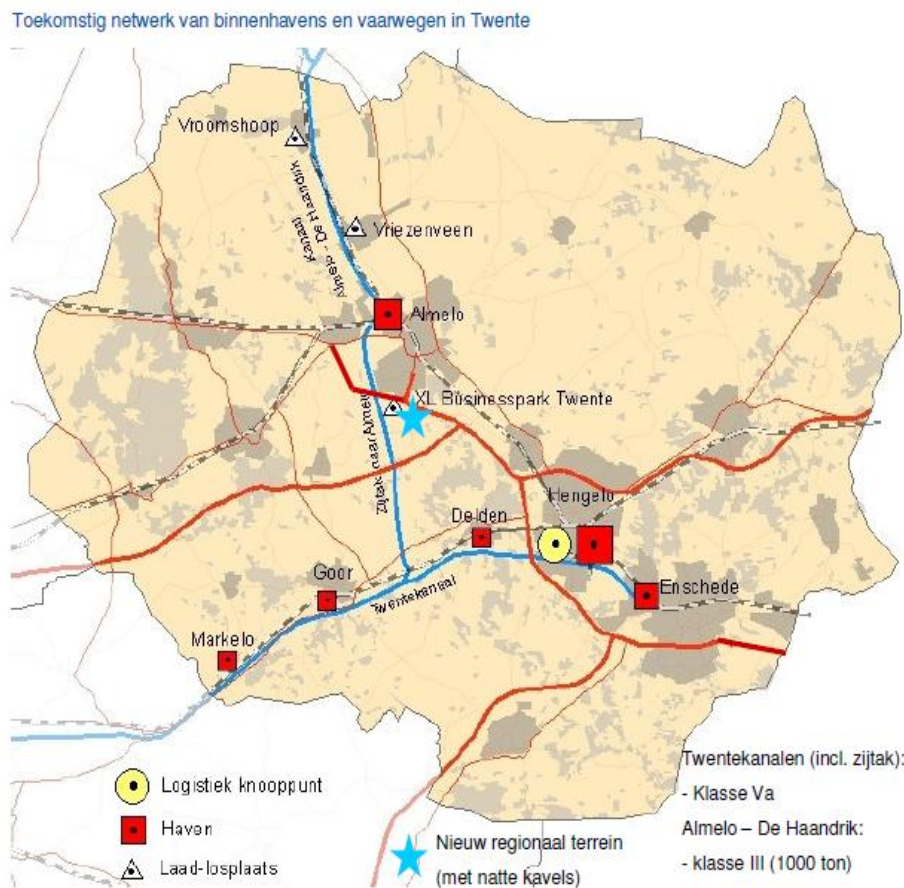 Toekomstig netwerk van binnenhavens en vaarwegen in Twente
Vroomshoop
Kanaal
Almelo - De Haandrik
Vriezenveen
Almelo
XL Businesspark Twente
Zijtak naar Almelo
Hengelo
Delden
Goor
Twentekanaal
Enschede
Markelo
Logistiek knooppunt
Haven
Laad-losplaats
Nieuw regionaal terrein
(met natte kavels)
Twentekanalen (incl. zijtak):
- Klasse Va
Almelo – De Haandrik:
- klasse III (1000 ton)